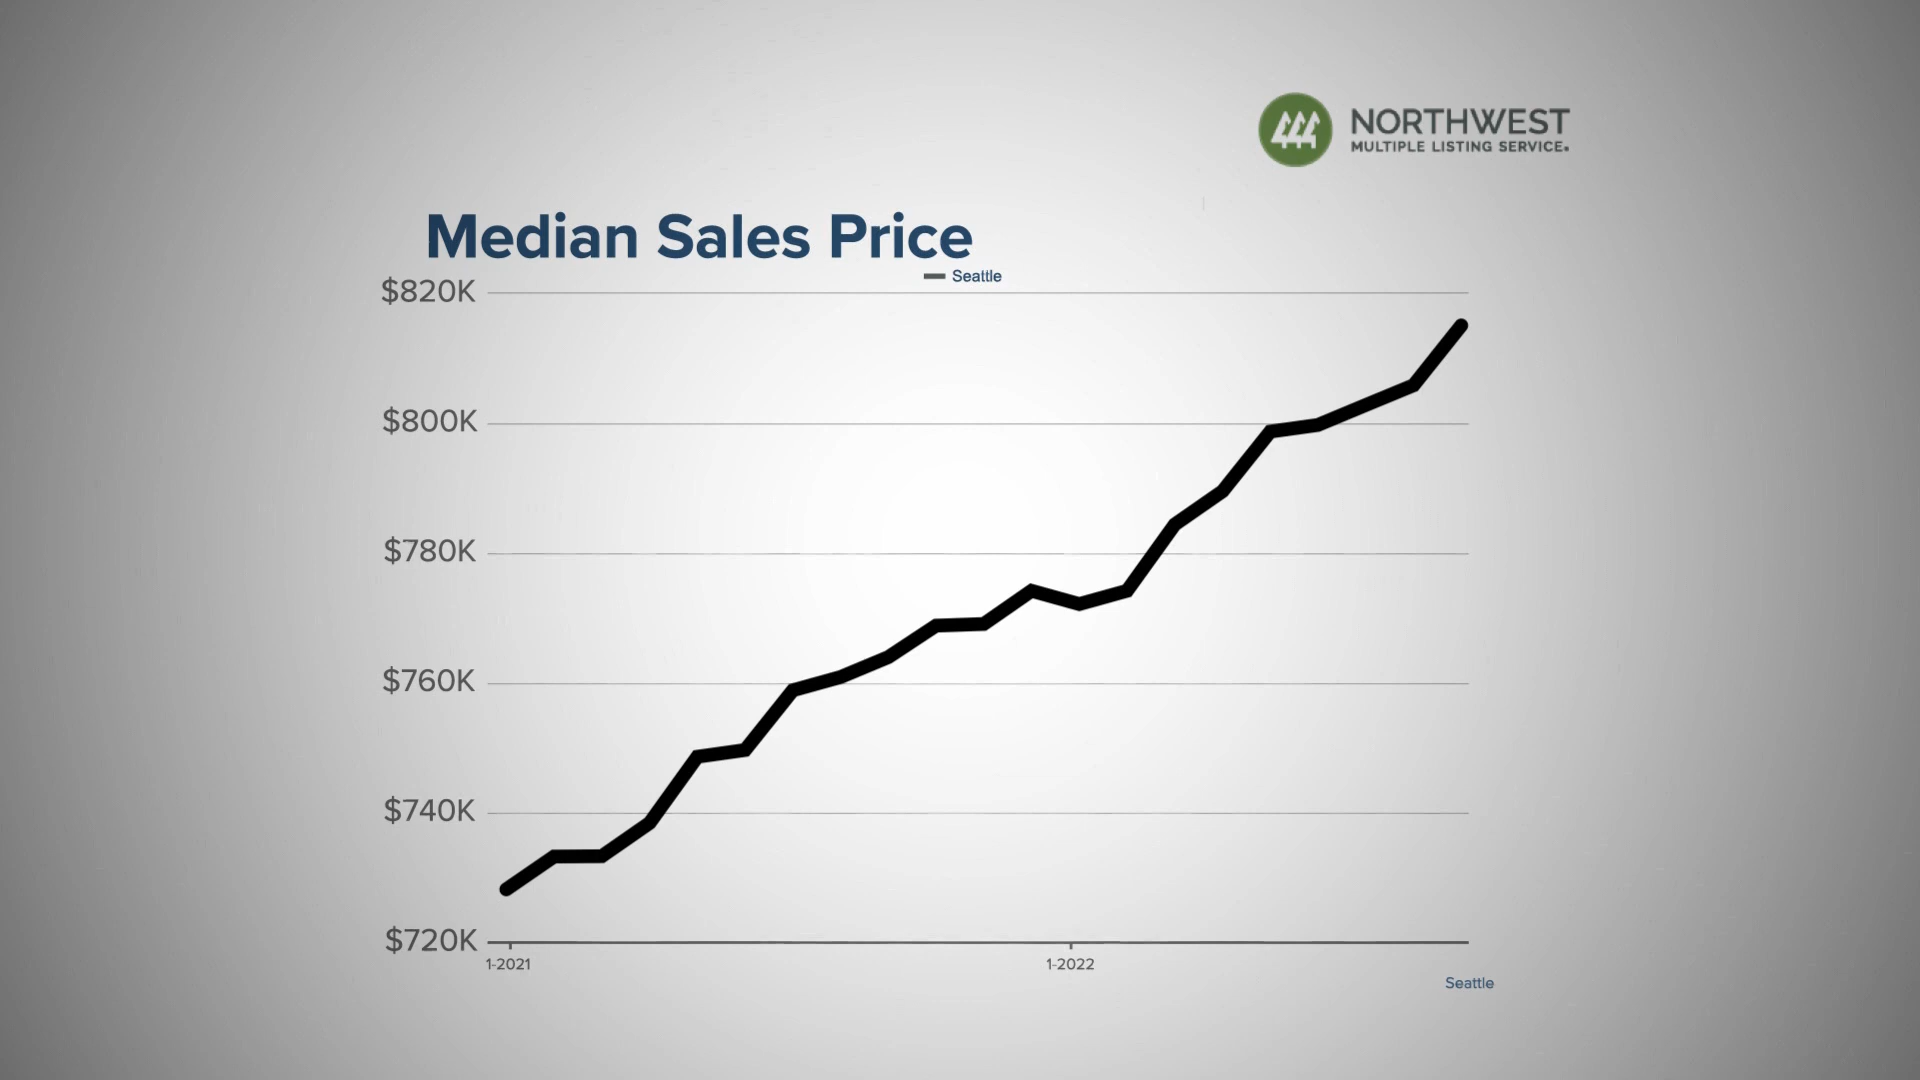 NORTHWEST
MULTIPLE LISTING SERVICE.
Median Sales Price
Seattle
$820K
$800K
$780K
$760K
$740K
$720K
1-2021
1-2022
Seattle